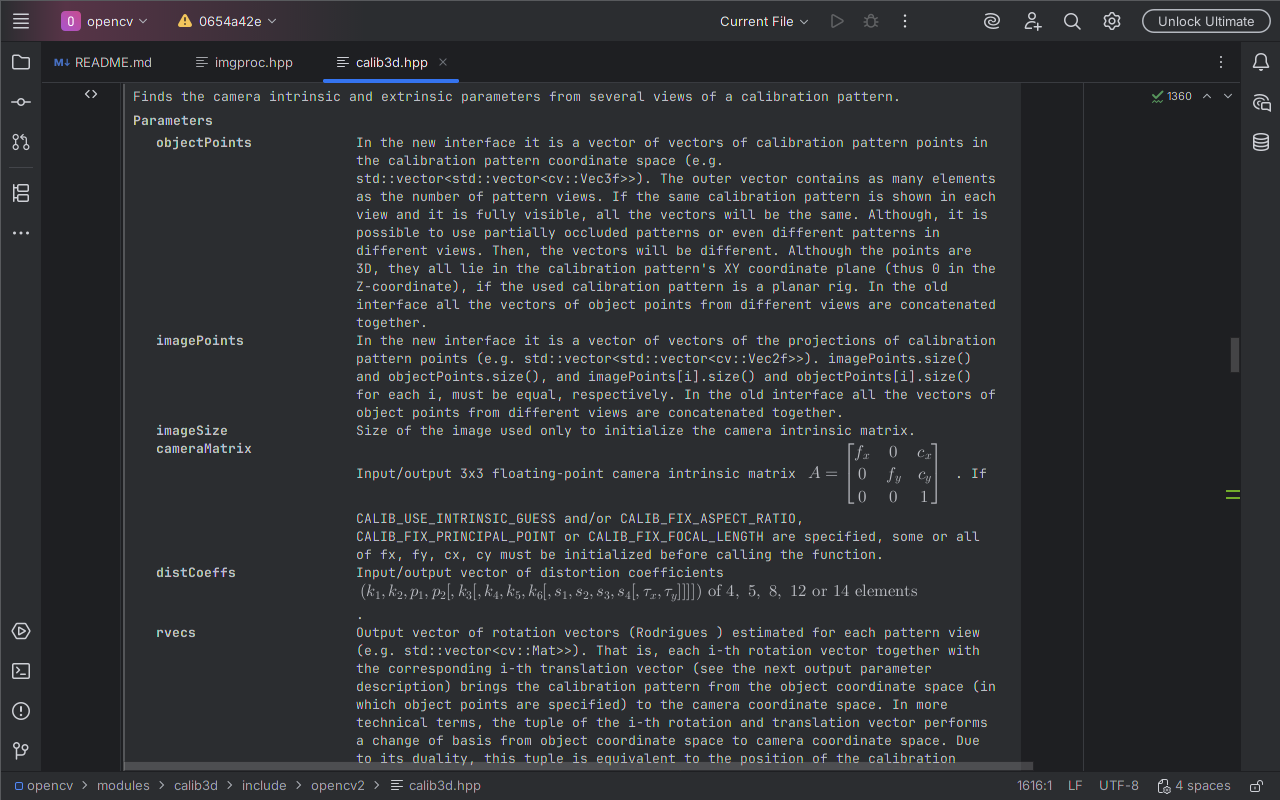 O opencv 0654a42e Current File Unlock Ultimate
M↓ README.md imgproc.hpp calib3d.hpp
1360
Finds the camera intrinsic and extrinsic parameters from several views of a calibration pattern.
Parameters
objectPoints In the new interface it is a vector of vectors of calibration pattern points in
the calibration pattern coordinate space (e.g.
std::vector<std::vector<cv::Vec3f>>). The outer vector contains as many elements
as the number of pattern views. If the same calibration pattern is shown in each
view and it is fully visible, all the vectors will be the same. Although, it is
possible to use partially occluded patterns or even different patterns in
different views. Then, the vectors will be different. Although the points are
3D, they all lie in the calibration pattern's XY coordinate plane (thus 0 in the
Z-coordinate), if the used calibration pattern is a planar rig. In the old
interface all the vectors of object points from different views are concatenated
together.
imagePoints In the new interface it is a vector of vectors of the projections of calibration
pattern points (e.g. std::vector<std::vector<cv::Vec2f>>). imagePoints.size()
and objectPoints.size(), and imagePoints[i].size() and objectPoints[i].size()
for each i, must be equal, respectively. In the old interface all the vectors of
object points from different views are concatenated together.
imageSize Size of the image used only to initialize the camera intrinsic matrix.
cameraMatrix
f_x 0 c_x
Input/output 3x3 floating-point camera intrinsic matrix A = 0 f_y c_y . If
0 0 1
CALIB_USE_INTRINSIC_GUESS and/or CALIB_FIX_ASPECT_RATIO,
CALIB_FIX_PRINCIPAL_POINT or CALIB_FIX_FOCAL_LENGTH are specified, some or all
of fx, fy, cx, cy must be initialized before calling the function.
distCoeffs Input/output vector of distortion coefficients
(k_1, k_2, p_1, p_2[, k_3[, k_4, k_5, k_6[, s_1, s_2, s_3, s_4[, τ_x, τ_y]]]]) of 4, 5, 8, 12 or 14 elements
.
rvecs Output vector of rotation vectors (Rodrigues ) estimated for each pattern view
(e.g. std::vector<cv::Mat>>). That is, each i-th rotation vector together with
the corresponding i-th translation vector (see the next output parameter
description) brings the calibration pattern from the object coordinate space (in
which object points are specified) to the camera coordinate space. In more
technical terms, the tuple of the i-th rotation and translation vector performs
a change of basis from object coordinate space to camera coordinate space. Due
to its duality, this tuple is equivalent to the position of the calibration
opencv modules calib3d include opencv2 calib3d.hpp 1616:1 LF UTF-8 4 spaces